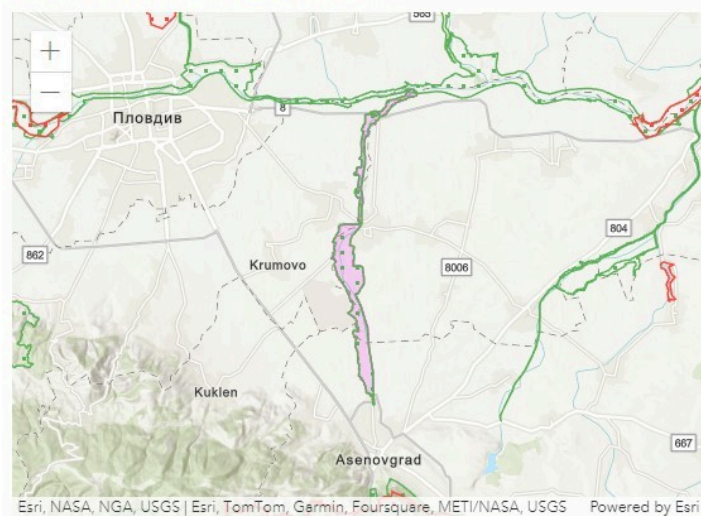 565
+
−
8
Пловдив
804
862
Krumovo
8006
Kuklen
667
Asenovgrad
Esri, NASA, NGA, USGS | Esri, TomTom, Garmin, Foursquare, METI/NASA, USGS Powered by Esri